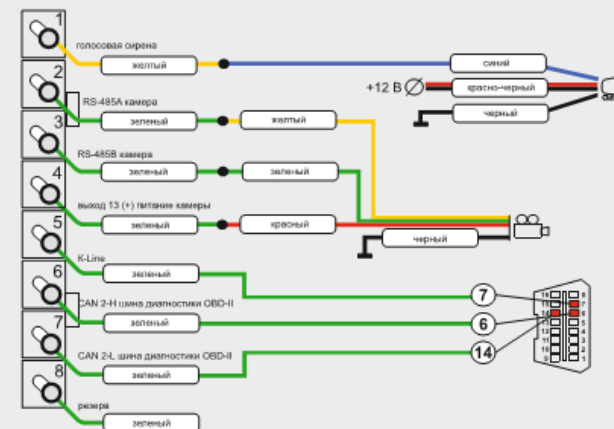 1
голосовая сирена
желтый
синий
2
+12 В
красно-черный
RS-485A камера
черный
зеленый
желтый
3
RS-485B камера
зеленый
зеленый
4
выход 13 (+) питание камеры
зеленый
красный
5
черный
K-Line
зеленый
7
6
CAN 2-H шина диагностики OBD-II
зеленый
6
7
CAN 2-L шина диагностики OBD-II
14
зеленый
8
резерв
зеленый